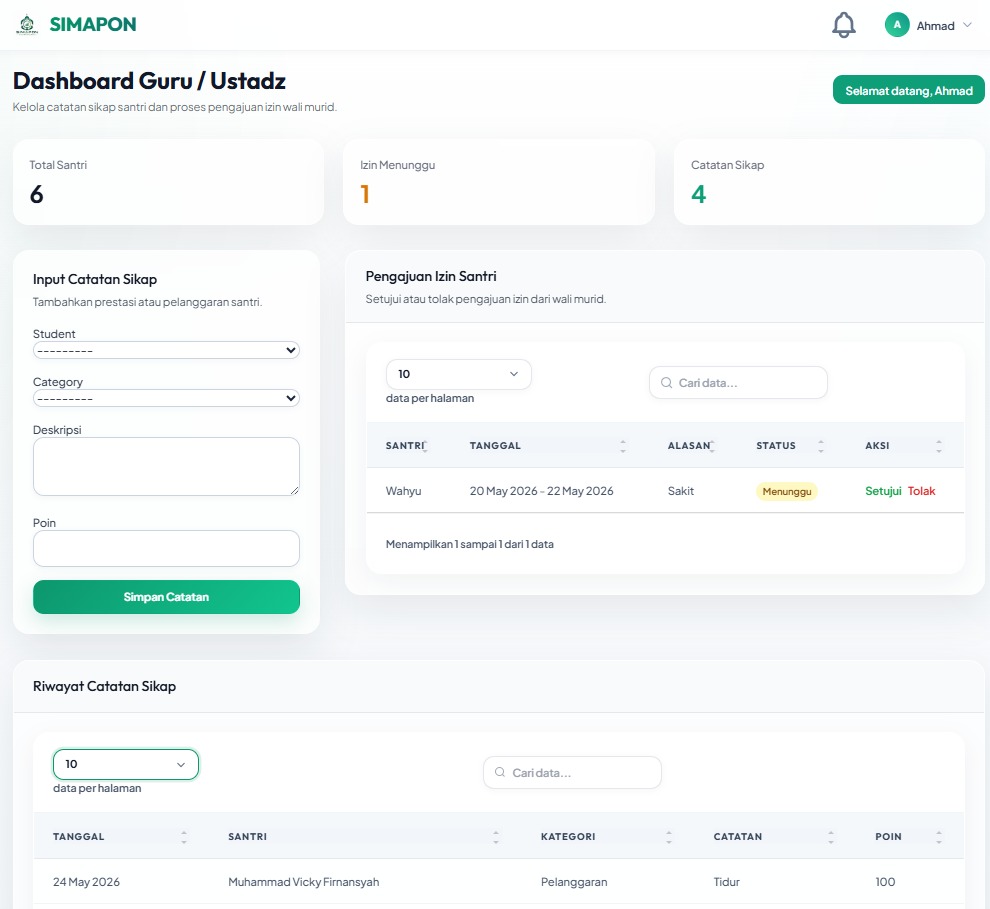 SIMAPON
A
Ahmad
Dashboard Guru / Ustadz
Kelola catatan sikap santri dan proses pengajuan izin wali murid.
Selamat datang, Ahmad
Total Santri
6
Izin Menunggu
1
Catatan Sikap
4
Input Catatan Sikap
Tambahkan prestasi atau pelanggaran santri.
Student
---------
Category
---------
Deskripsi
Poin
Simpan Catatan
Pengajuan Izin Santri
Setujui atau tolak pengajuan izin dari wali murid.
10
data per halaman
Cari data...
SANTRI TANGGAL ALASAN STATUS AKSI
Wahyu 20 May 2026 - 22 May 2026 Sakit Menunggu Setujui Tolak
Menampilkan 1 sampai 1 dari 1 data
Riwayat Catatan Sikap
10
data per halaman
Cari data...
TANGGAL SANTRI KATEGORI CATATAN POIN
24 May 2026 Muhammad Vicky Firnansyah Pelanggaran Tidur 100